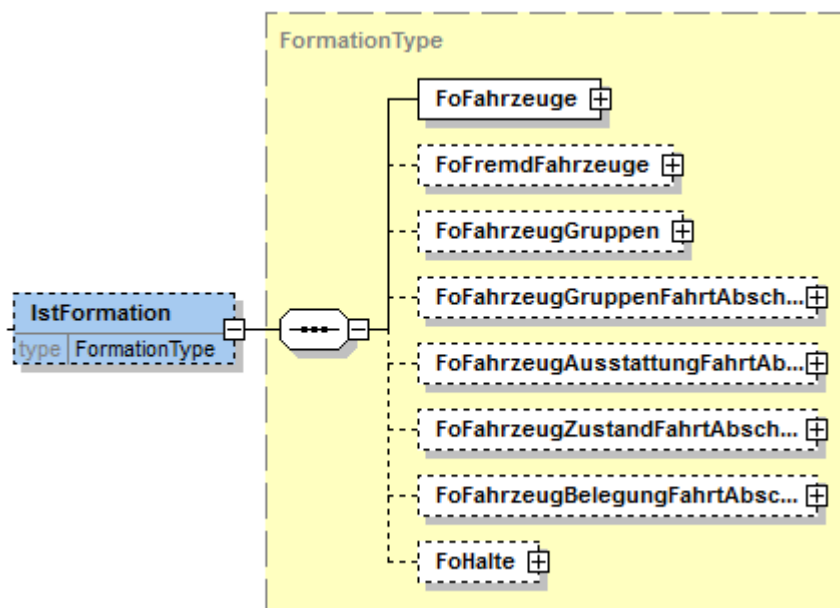 FormationType
FoFahrzeuge
FoFremdFahrzeuge
FoFahrzeugGruppen
FoFahrzeugGruppenFahrtAbsch...
IstFormation
type FormationType
FoFahrzeugAusstattungFahrtAb...
FoFahrzeugZustandFahrtAbsch...
FoFahrzeugBelegungFahrtAbsc...
FoHalte